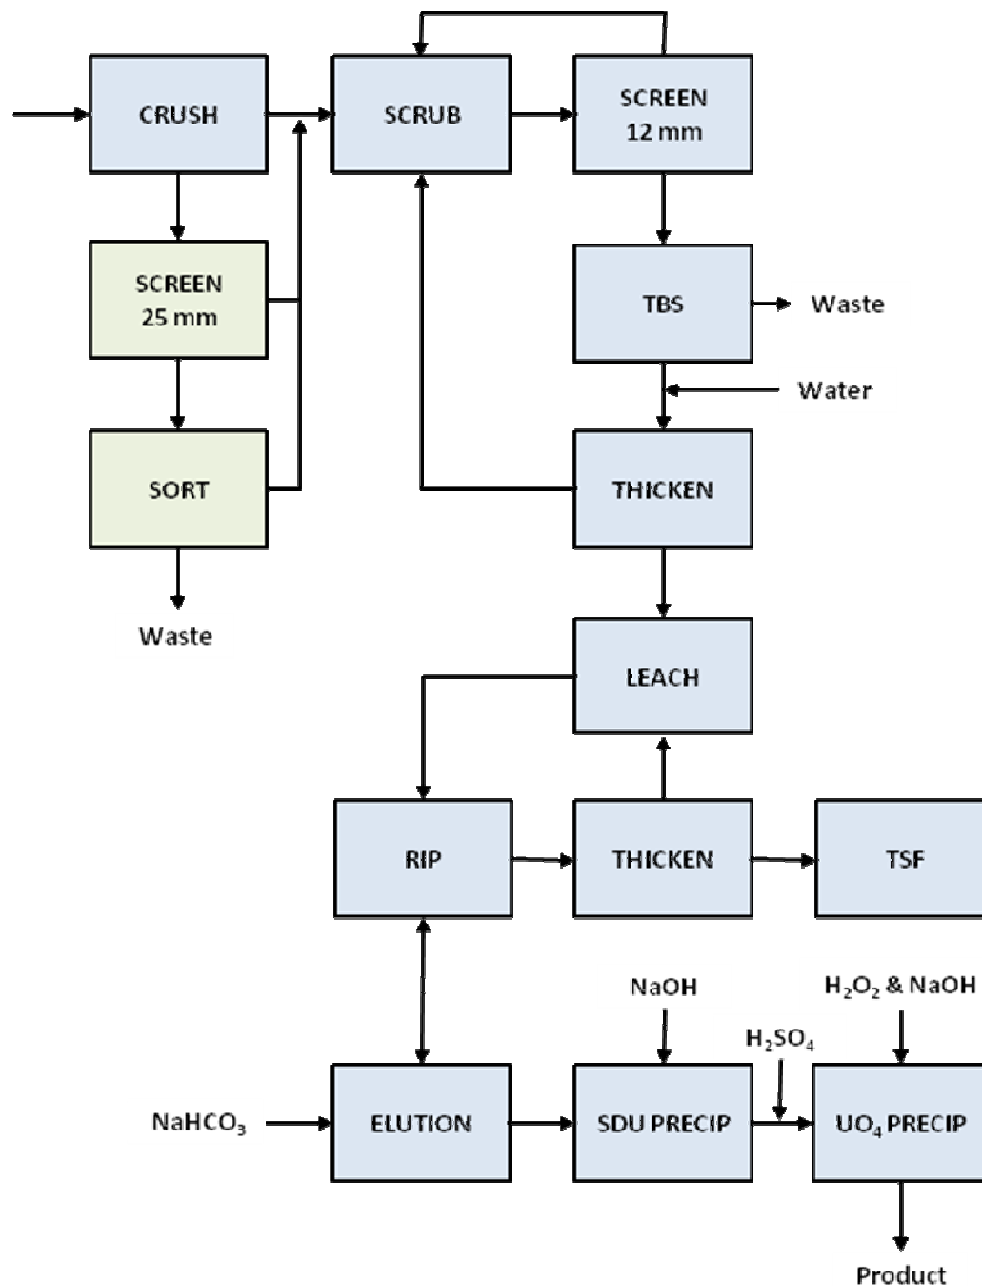 CRUSH
SCRUB
SCREEN
12 mm
SCREEN
25 mm
TBS
Waste
Water
SORT
THICKEN
Waste
LEACH
RIP
THICKEN
TSF
NaOH
H₂O₂ & NaOH
H₂SO₄
NaHCO₃
ELUTION
SDU PRECIP
UO₄ PRECIP
Product